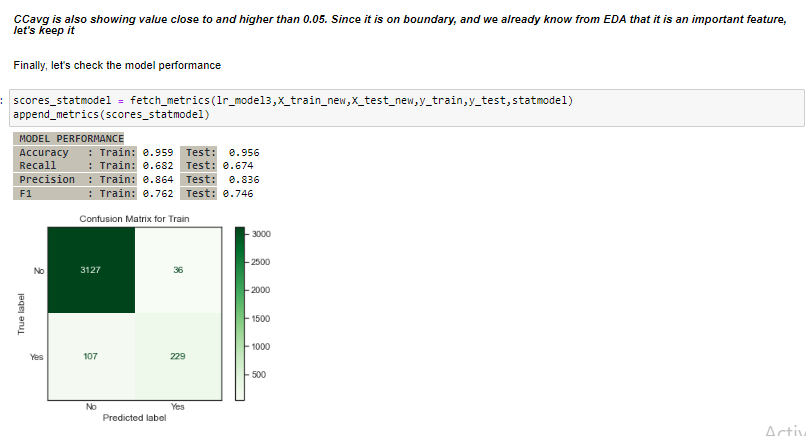 CCavg is also showing value close to and higher than 0.05. Since it is on boundary, and we already know from EDA that it is an important feature,
let's keep it
Finally, let's check the model performance
: scores_statmodel = fetch_metrics(lr_model3,X_train_new,X_test_new,y_train,y_test,statmodel)
append_metrics(scores_statmodel)
MODEL PERFORMANCE
Accuracy : Train: 0.959 Test: 0.956
Recall : Train: 0.682 Test: 0.674
Precision : Train: 0.864 Test: 0.836
F1 : Train: 0.762 Test: 0.746
Confusion Matrix for Train
3000
2500
2000
1500
1000
500
No 3127 36
True label
Yes 107 229
No Yes
Predicted label
Activ